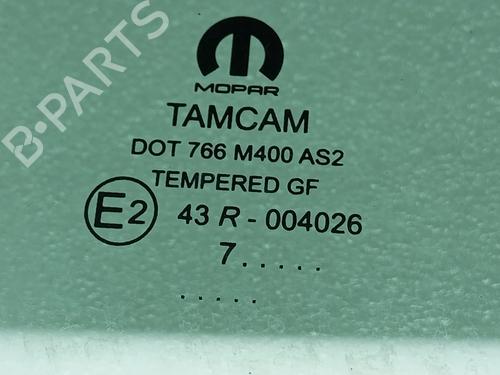 B-PARTS
MOPAR
TAMCAM
DOT 766 M400 AS2
TEMPERED GF
E2 43 R - 004026
7.....
.....